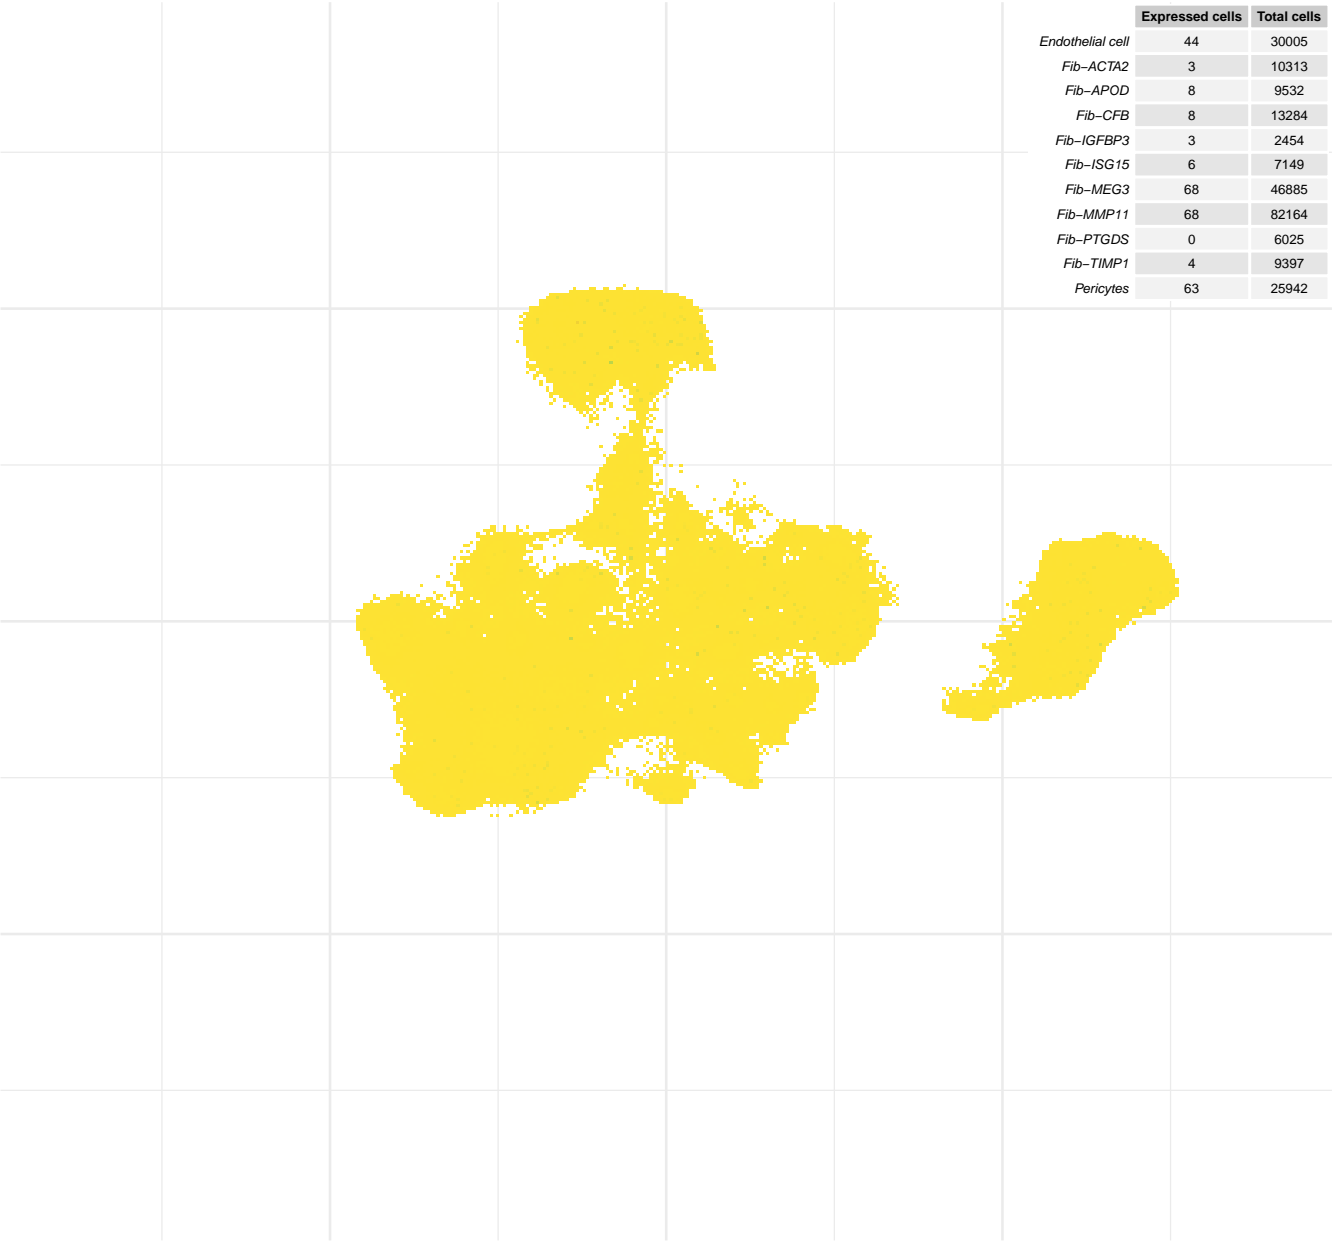 Expressed cells Total cells
Endothelial cell 44 30005
Fib−ACTA2 3 10313
Fib−APOD 8 9532
Fib−CFB 8 13284
Fib−IGFBP3 3 2454
Fib−ISG15 6 7149
Fib−MEG3 68 46885
Fib−MMP11 68 82164
Fib−PTGDS 0 6025
Fib−TIMP1 4 9397
Pericytes 63 25942